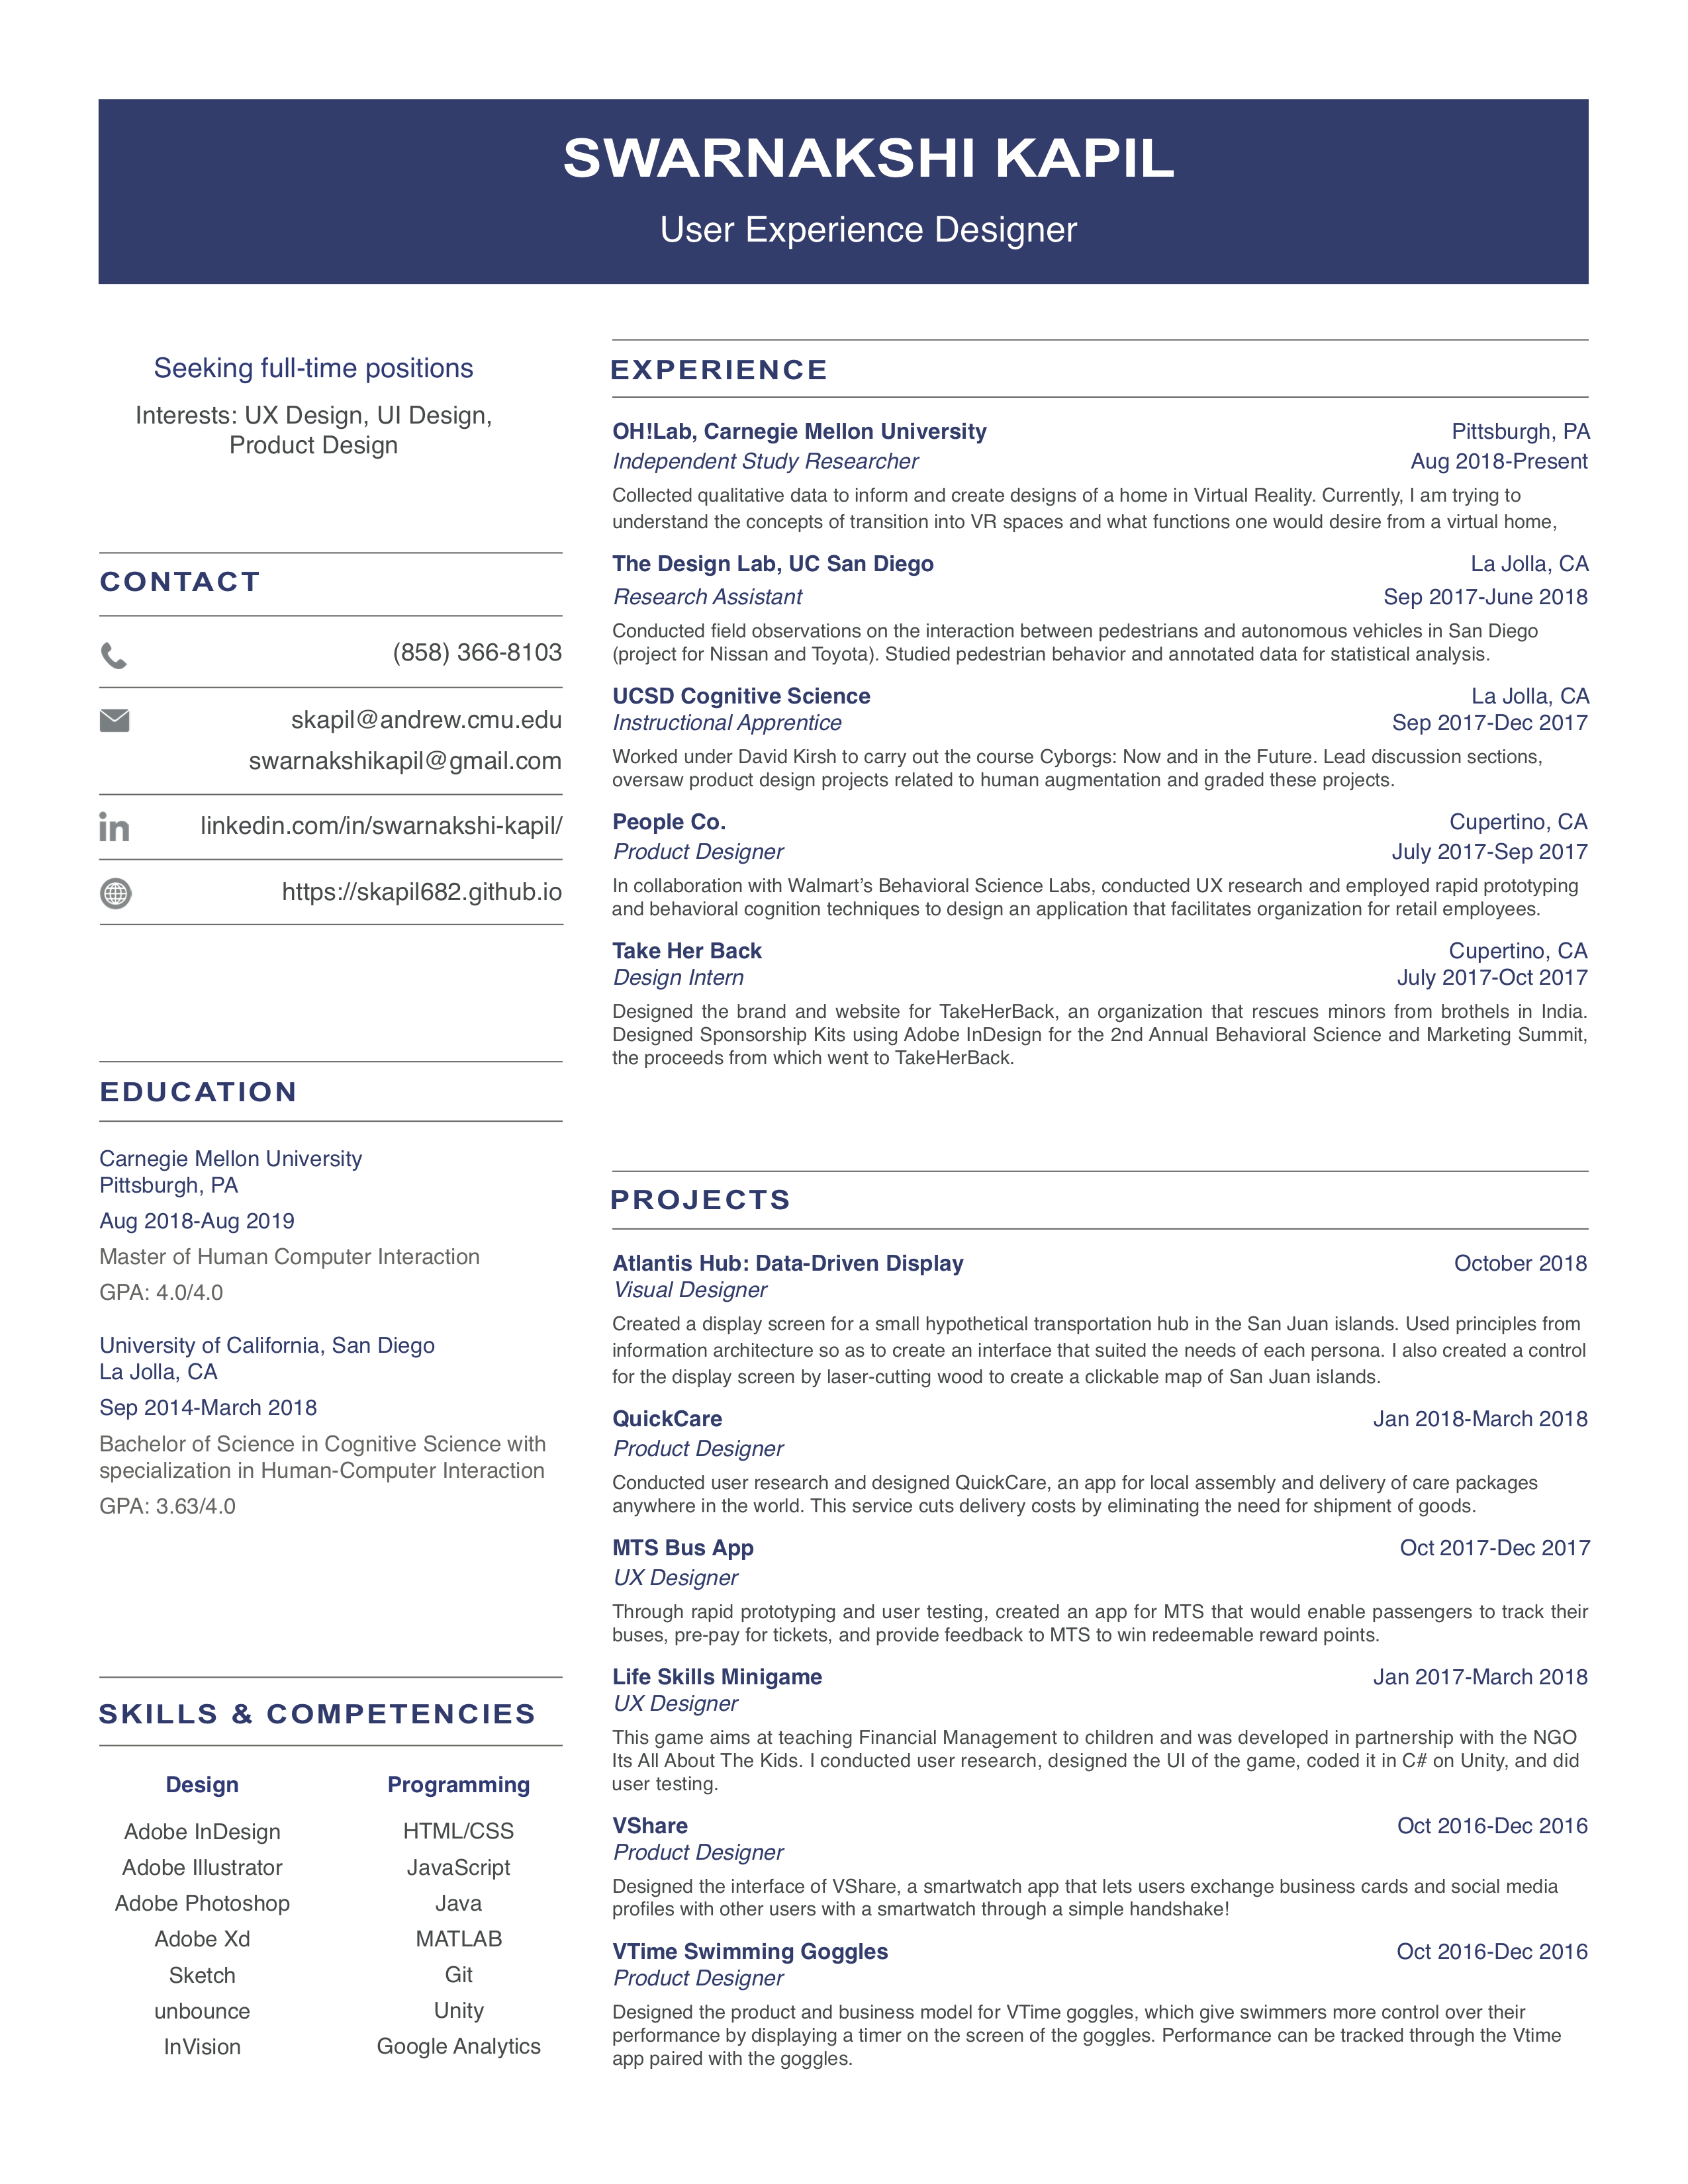 SWARNAKSHI KAPIL
User Experience Designer
Seeking full-time positions
Interests: UX Design, UI Design,
Product Design
CONTACT
(858) 366-8103
skapil@andrew.cmu.edu
swarnakshikapil@gmail.com
in linkedin.com/in/swarnakshi-kapil/
https://skapil682.github.io
EDUCATION
Carnegie Mellon University
Pittsburgh, PA
Aug 2018-Aug 2019
Master of Human Computer Interaction
GPA: 4.0/4.0
University of California, San Diego
La Jolla, CA
Sep 2014-March 2018
Bachelor of Science in Cognitive Science with
specialization in Human-Computer Interaction
GPA: 3.63/4.0
SKILLS & COMPETENCIES
Design Programming
Adobe InDesign HTML/CSS
Adobe Illustrator JavaScript
Adobe Photoshop Java
Adobe Xd MATLAB
Sketch Git
unbounce Unity
InVision Google Analytics
EXPERIENCE
OH!Lab, Carnegie Mellon University Pittsburgh, PA
Independent Study Researcher Aug 2018-Present
Collected qualitative data to inform and create designs of a home in Virtual Reality. Currently, I am trying to
understand the concepts of transition into VR spaces and what functions one would desire from a virtual home,
The Design Lab, UC San Diego La Jolla, CA
Research Assistant Sep 2017-June 2018
Conducted field observations on the interaction between pedestrians and autonomous vehicles in San Diego
(project for Nissan and Toyota). Studied pedestrian behavior and annotated data for statistical analysis.
UCSD Cognitive Science La Jolla, CA
Instructional Apprentice Sep 2017-Dec 2017
Worked under David Kirsh to carry out the course Cyborgs: Now and in the Future. Lead discussion sections,
oversaw product design projects related to human augmentation and graded these projects.
People Co. Cupertino, CA
Product Designer July 2017-Sep 2017
In collaboration with Walmart’s Behavioral Science Labs, conducted UX research and employed rapid prototyping
and behavioral cognition techniques to design an application that facilitates organization for retail employees.
Take Her Back Cupertino, CA
Design Intern July 2017-Oct 2017
Designed the brand and website for TakeHerBack, an organization that rescues minors from brothels in India.
Designed Sponsorship Kits using Adobe InDesign for the 2nd Annual Behavioral Science and Marketing Summit,
the proceeds from which went to TakeHerBack.
PROJECTS
Atlantis Hub: Data-Driven Display October 2018
Visual Designer
Created a display screen for a small hypothetical transportation hub in the San Juan islands. Used principles from
information architecture so as to create an interface that suited the needs of each persona. I also created a control
for the display screen by laser-cutting wood to create a clickable map of San Juan islands.
QuickCare Jan 2018-March 2018
Product Designer
Conducted user research and designed QuickCare, an app for local assembly and delivery of care packages
anywhere in the world. This service cuts delivery costs by eliminating the need for shipment of goods.
MTS Bus App Oct 2017-Dec 2017
UX Designer
Through rapid prototyping and user testing, created an app for MTS that would enable passengers to track their
buses, pre-pay for tickets, and provide feedback to MTS to win redeemable reward points.
Life Skills Minigame Jan 2017-March 2018
UX Designer
This game aims at teaching Financial Management to children and was developed in partnership with the NGO
Its All About The Kids. I conducted user research, designed the UI of the game, coded it in C# on Unity, and did
user testing.
VShare Oct 2016-Dec 2016
Product Designer
Designed the interface of VShare, a smartwatch app that lets users exchange business cards and social media
profiles with other users with a smartwatch through a simple handshake!
VTime Swimming Goggles Oct 2016-Dec 2016
Product Designer
Designed the product and business model for VTime goggles, which give swimmers more control over their
performance by displaying a timer on the screen of the goggles. Performance can be tracked through the Vtime
app paired with the goggles.